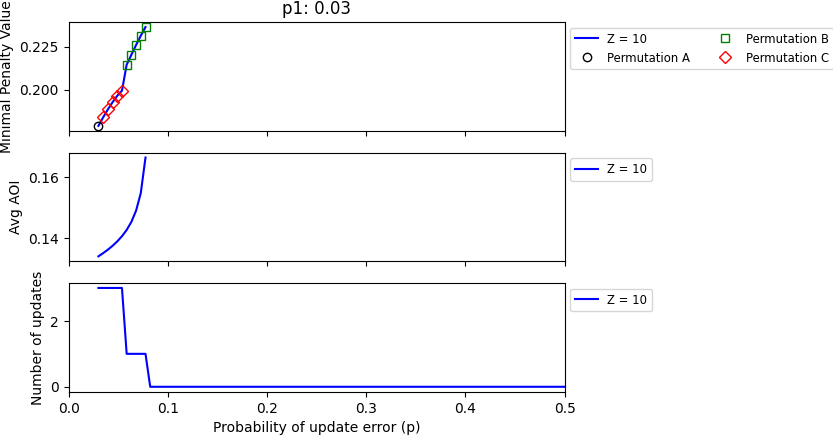 p1: 0.03
Minimal Penalty Value
0.225
0.200
Z = 10
Permutation A
Permutation B
Permutation C
Avg AOI
0.16
0.14
Z = 10
Number of updates
2
0
Z = 10
0.0 0.1 0.2 0.3 0.4 0.5
Probability of update error (p)